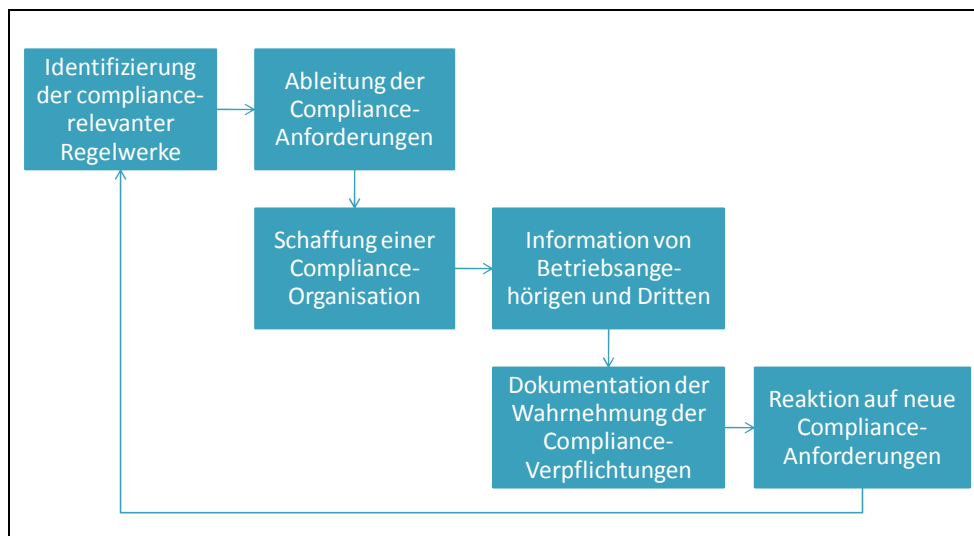 Identifizierung
der compliance-
relevanter
Regelwerke
Ableitung der
Compliance-
Anforderungen
Schaffung einer
Compliance-
Organisation
Information von
Betriebsange-
hörigen und Dritten
Dokumentation der
Wahrnehmung der
Compliance-
Verpflichtungen
Reaktion auf neue
Compliance-
Anforderungen